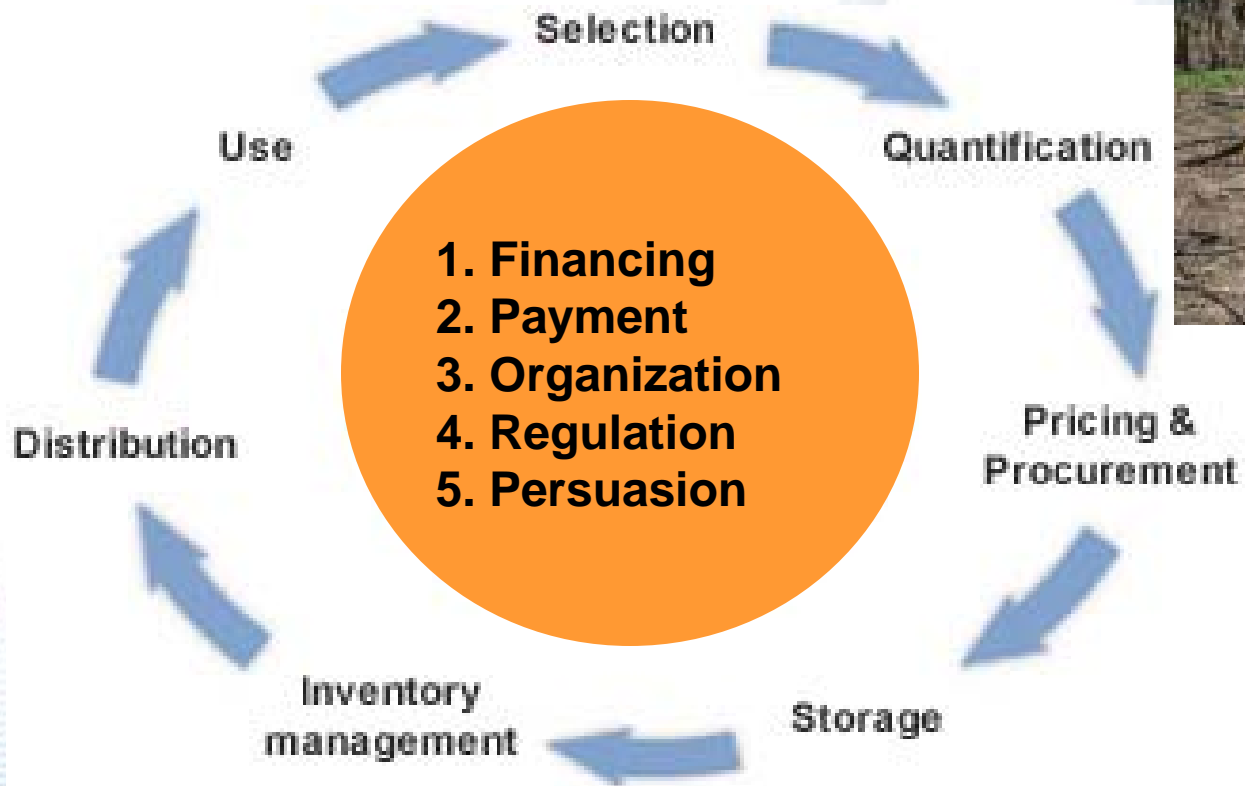 Selection
Use
Quantification
1. Financing
2. Payment
3. Organization
4. Regulation
5. Persuasion
Pricing &
Procurement
Distribution
Inventory
management
Storage